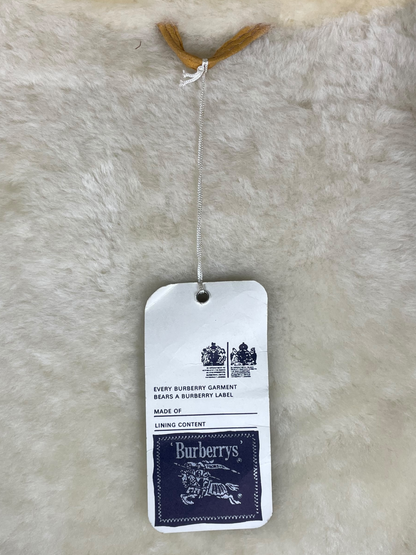 EVERY BURBERRY GARMENT
BEARS A BURBERRY LABEL
MADE OF
LINING CONTENT
Burberrys